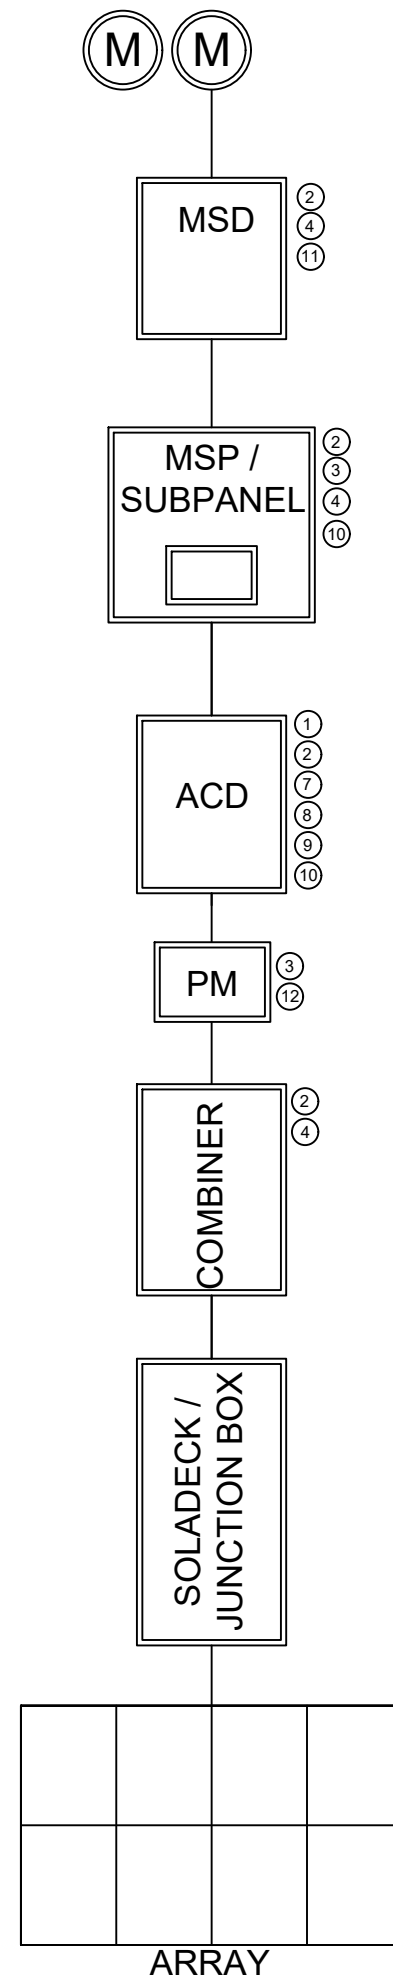 M M
MSD
2
4
11
MSP /
SUBPANEL
2
3
4
10
ACD
1
2
7
8
9
10
PM
3
12
COMBINER
2
4
SOLADECK /
JUNCTION BOX
ARRAY